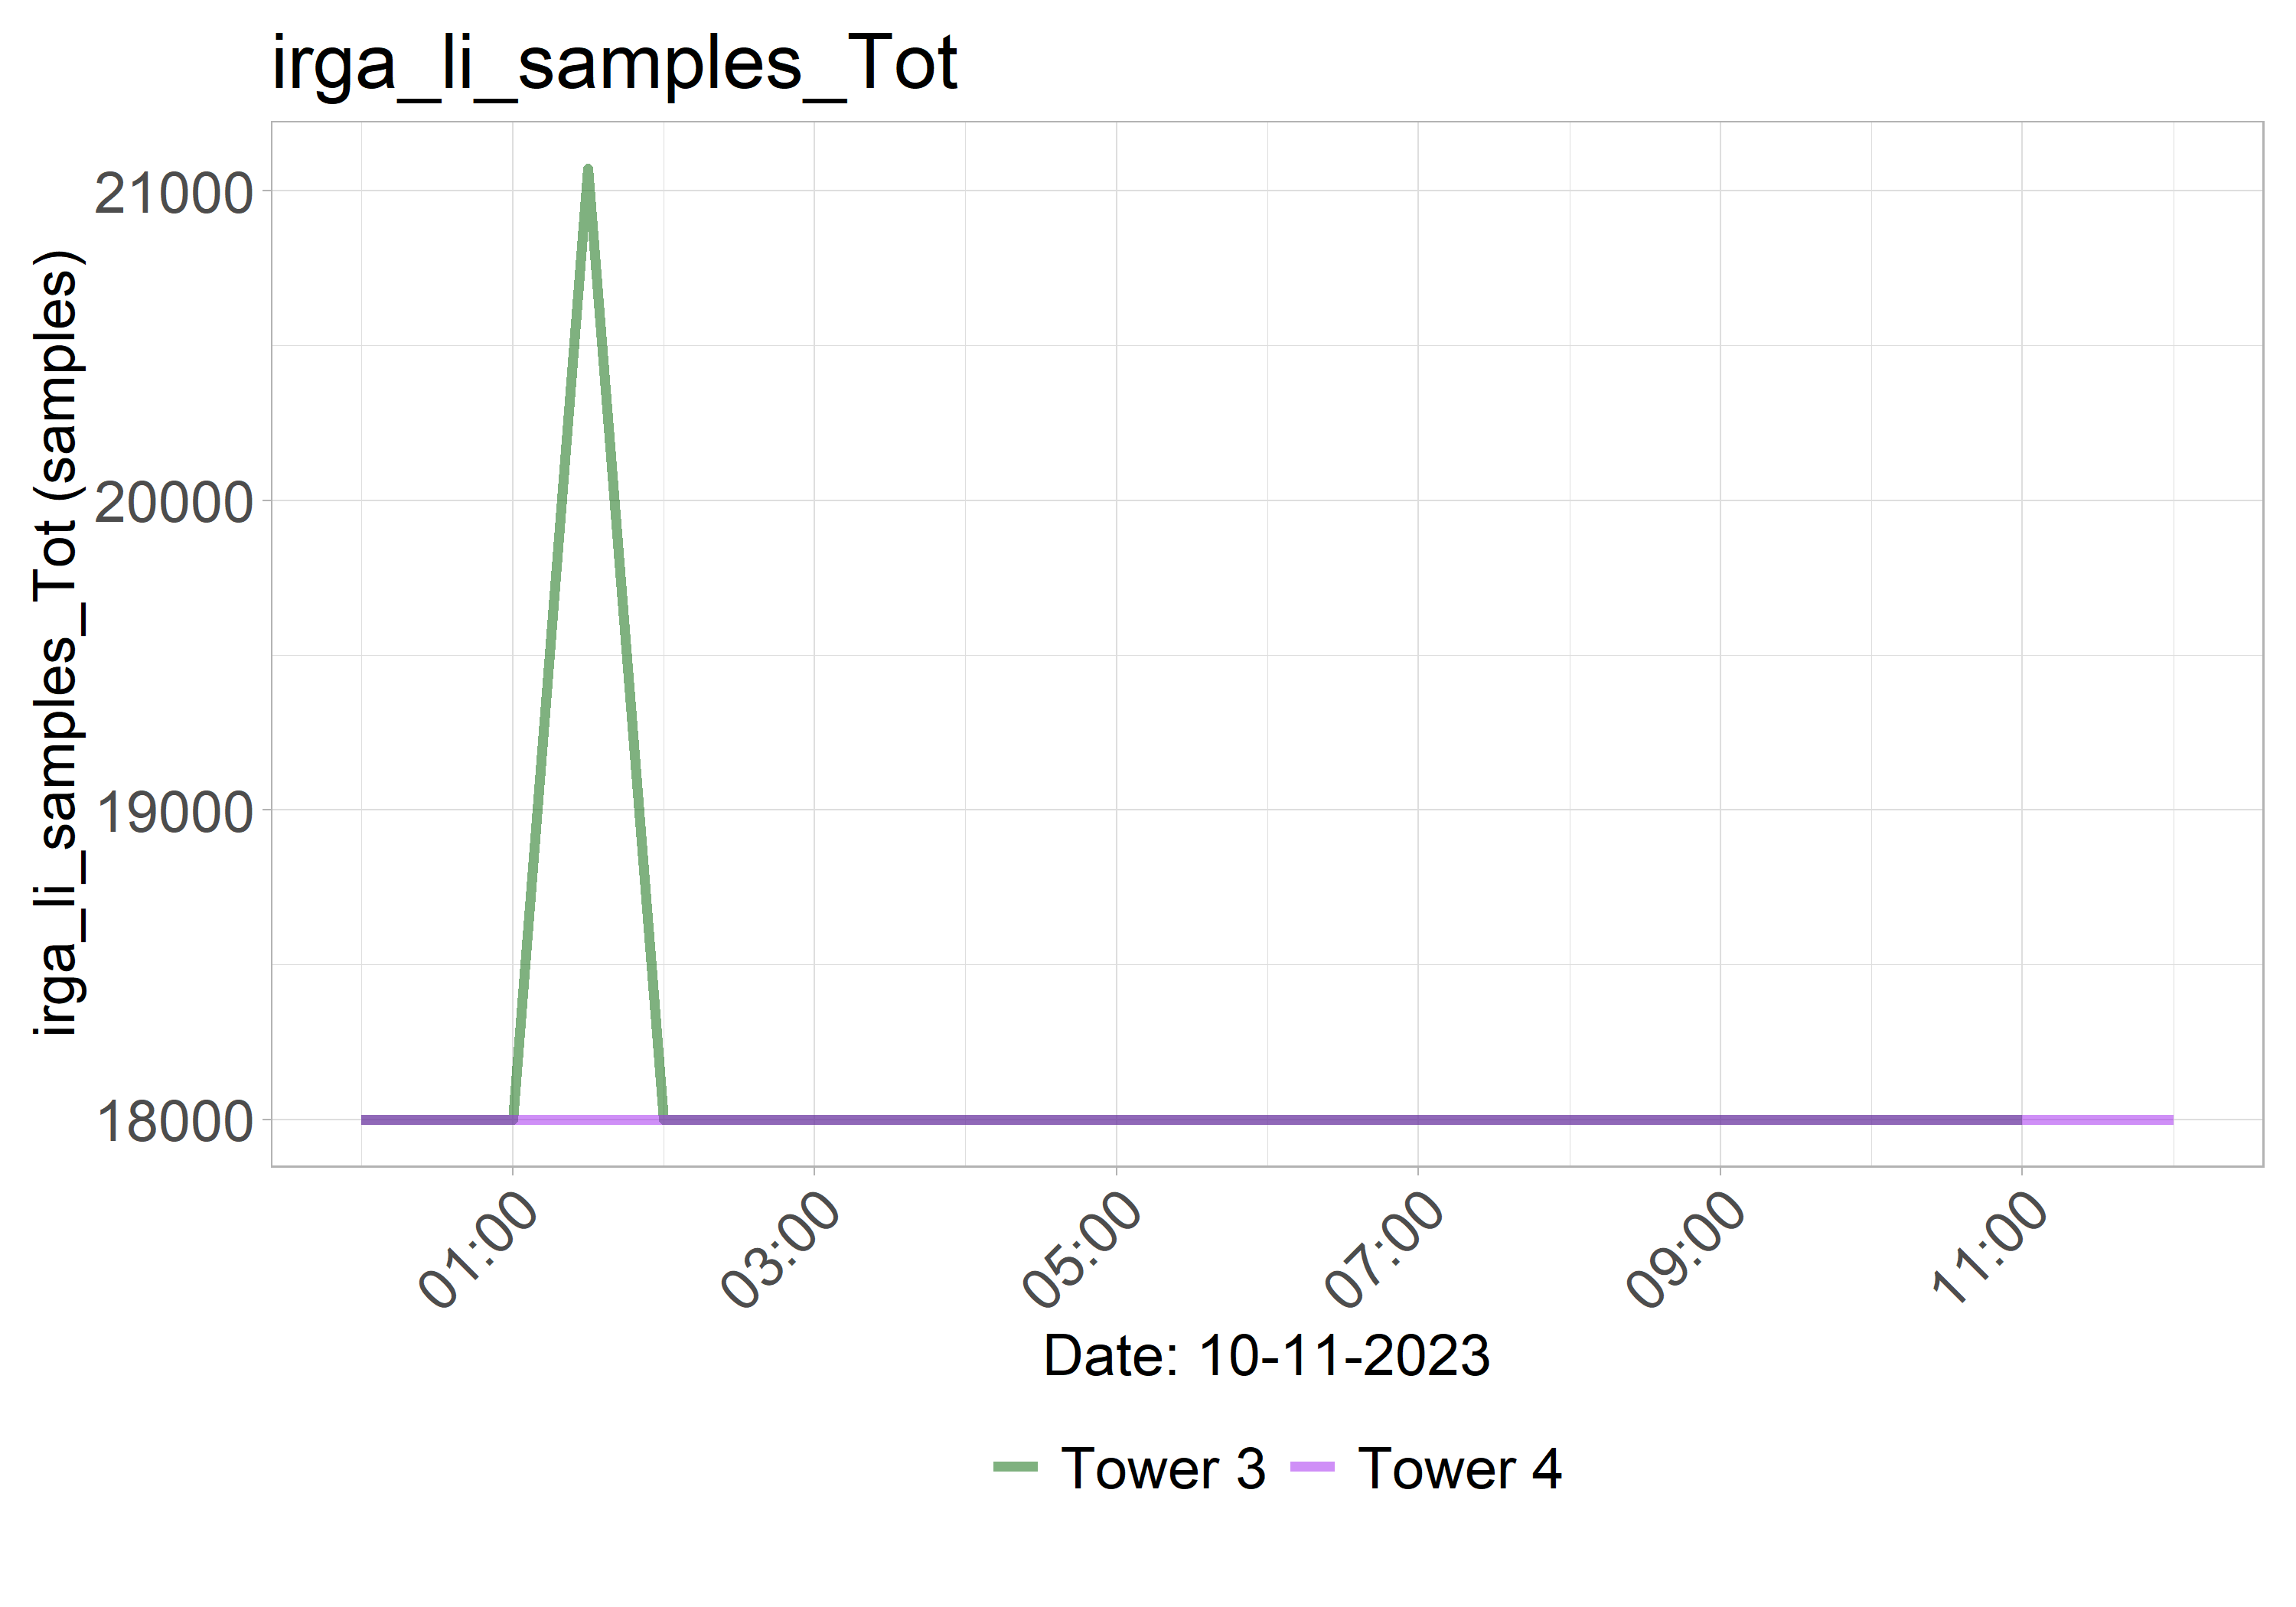 irga_li_samples_Tot
irga_li_samples_Tot (samples)
21000
20000
19000
18000
01:00
03:00
05:00
07:00
09:00
11:00
Date: 10-11-2023
Tower 3
Tower 4